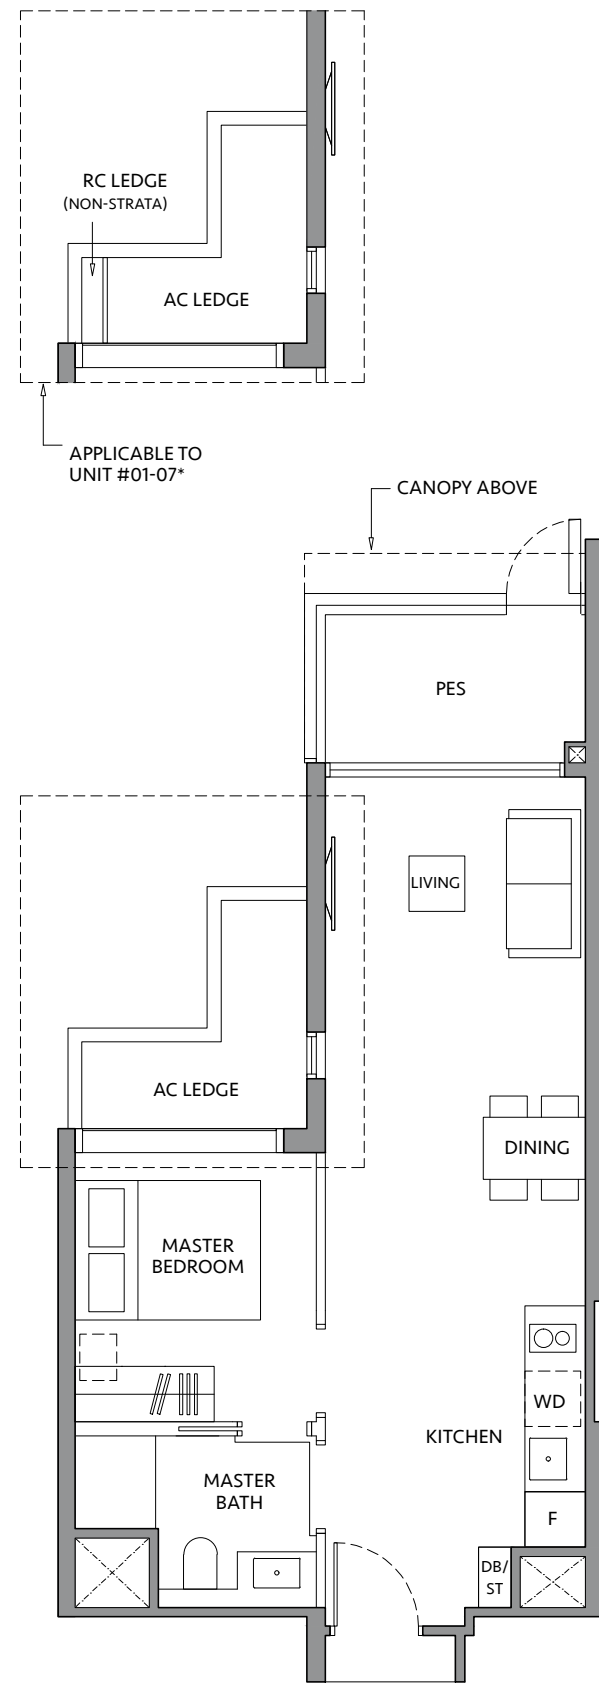 RC LEDGE
(NON-STRATA)
AC LEDGE
APPLICABLE TO
UNIT #01-07*
CANOPY ABOVE
PES
LIVING
AC LEDGE
DINING
MASTER
BEDROOM
WD
KITCHEN
MASTER
BATH
F
DB/
ST